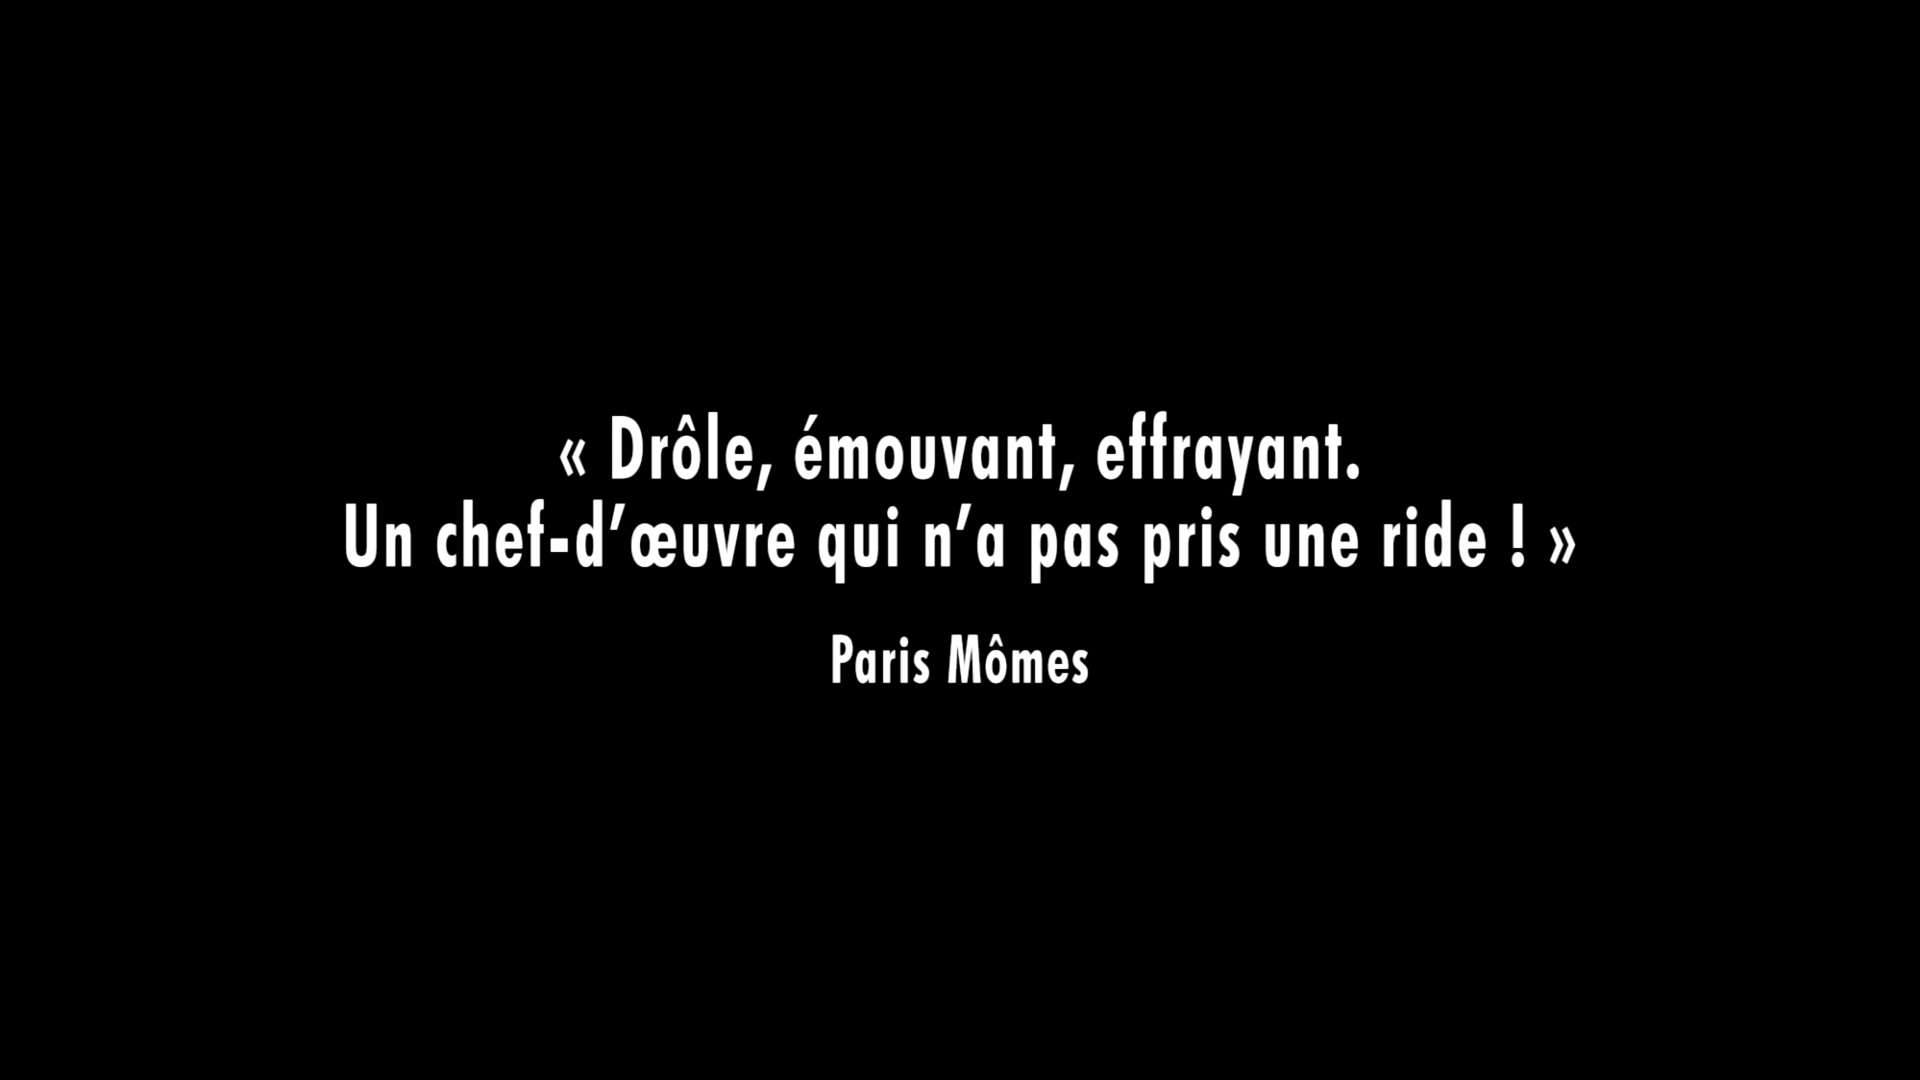 « Drôle, émouvant, effrayant.
Un chef-d’œuvre qui n’a pas pris une ride ! »
Paris Mômes